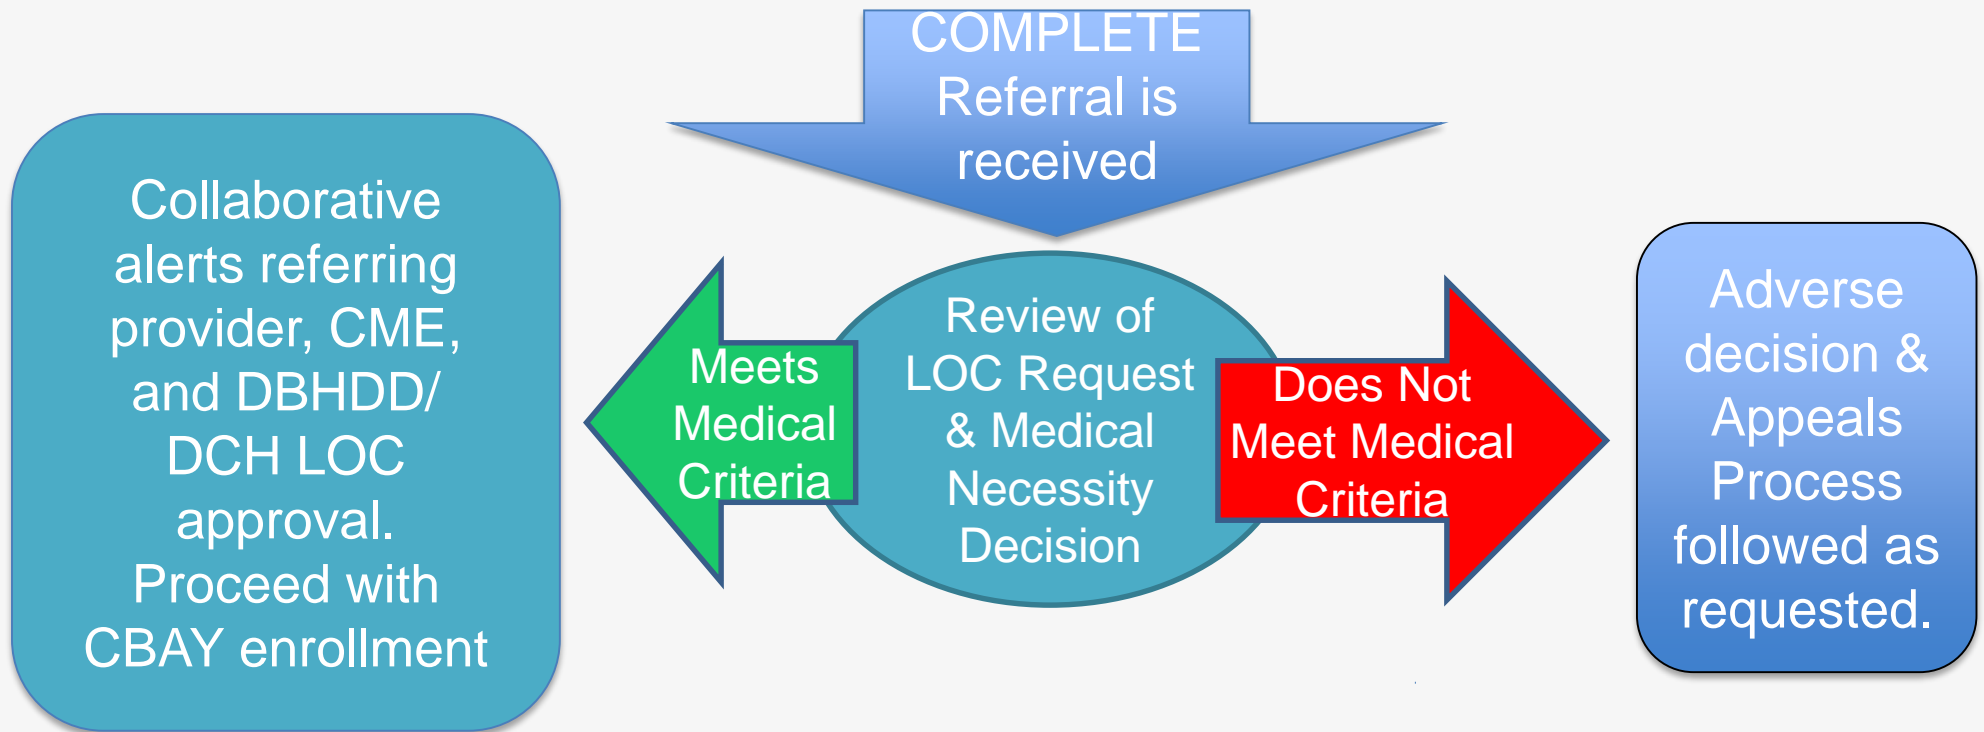 COMPLETE
Referral is
received
Collaborative
alerts referring
provider, CME,
and DBHDD/
DCH LOC
approval.
Proceed with
CBAY enrollment
Meets
Medical
Criteria
Review of
LOC Request
& Medical
Necessity
Decision
Does Not
Meet Medical
Criteria
Adverse
decision &
Appeals
Process
followed as
requested.